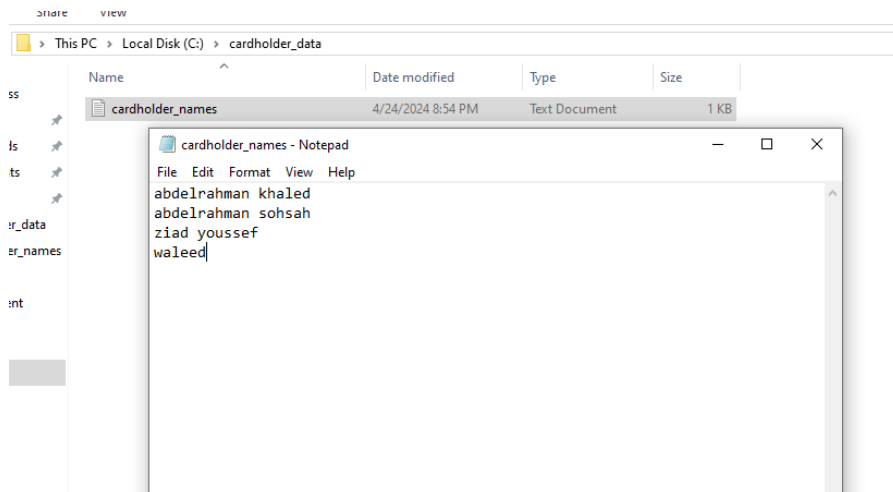 Share View
This PC > Local Disk (C:) > cardholder_data
Name Date modified Type Size
cardholder_names 4/24/2024 8:54 PM Text Document 1 KB
cardholder_names - Notepad
File Edit Format View Help
abdelrahman khaled
abdelrahman sohsah
ziad youssef
waleed
ss
ds
ts
er_data
er_names
ent